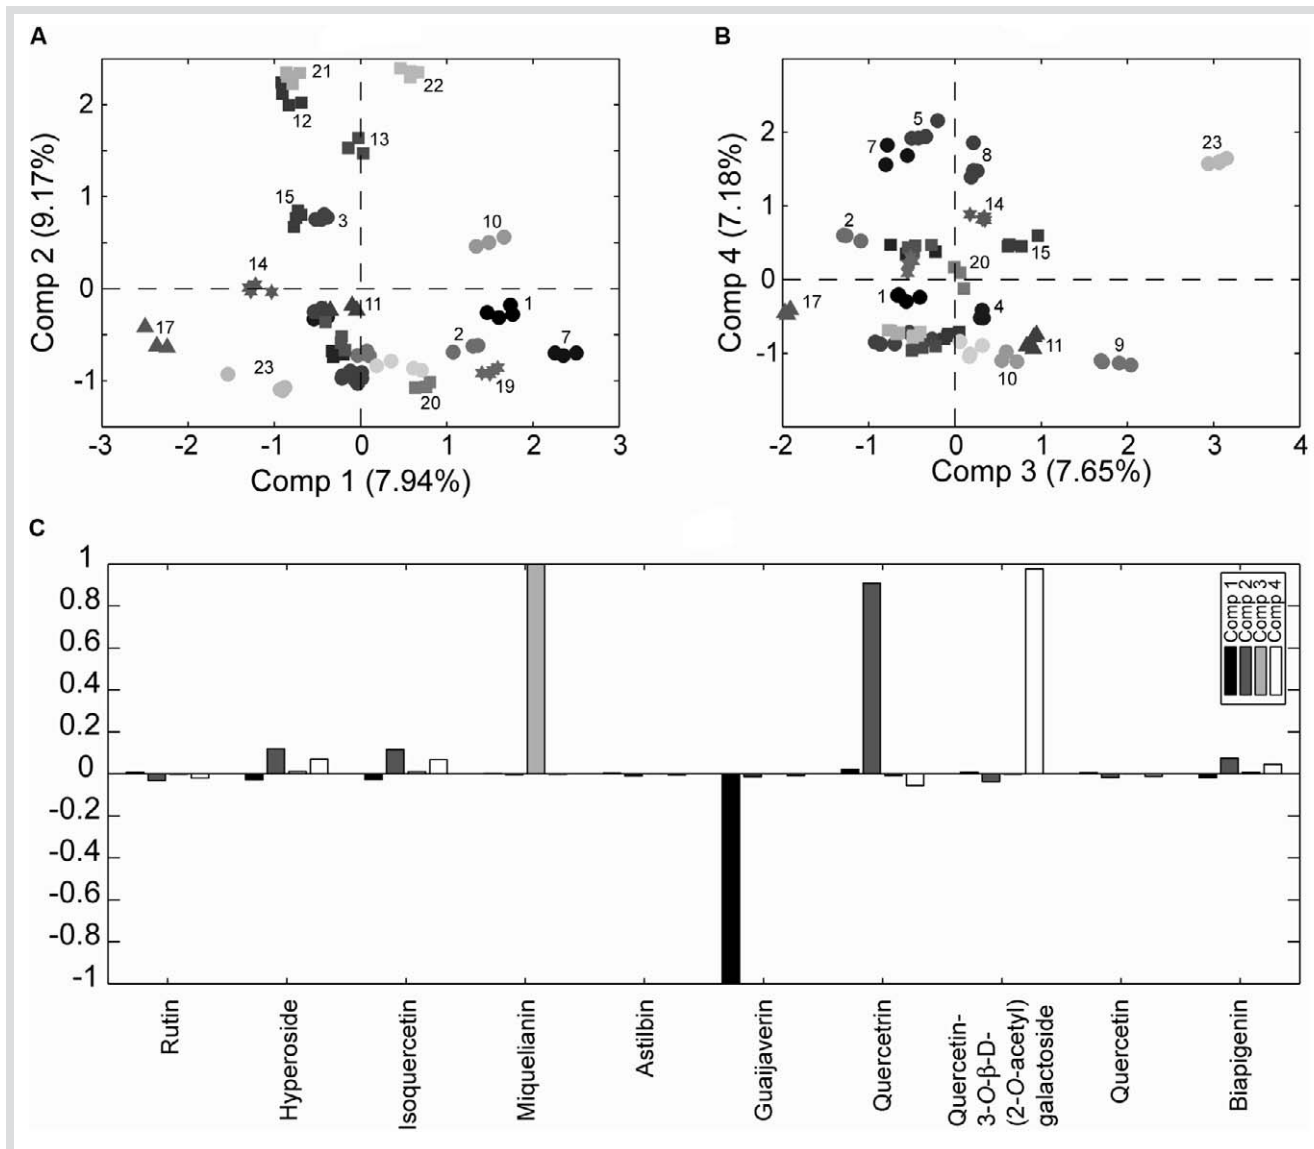 A
21
22
12
13
15
3
10
14
11
1
17
2
7
23
19
20
2
1
0
-1
-3
-2
-1
0
1
2
3
Comp 2 (9.17%)
Comp 1 (7.94%)
B
5
7
8
23
14
2
15
20
17
1
4
11
9
10
2
1
0
-1
-2
-1
0
1
2
3
4
Comp 4 (7.18%)
Comp 3 (7.65%)
C
1
0.8
0.6
0.4
0.2
0
-0.2
-0.4
-0.6
-0.8
-1
Comp 1
Comp 2
Comp 3
Comp 4
Rutin
Hyperoside
Isoquercetin
Miquelianin
Astilbin
Guaijaverin
Quercetrin
Quercetin-
3-O-β-D-
(2-O-acetyl)
galactoside
Quercetin
Biapigenin